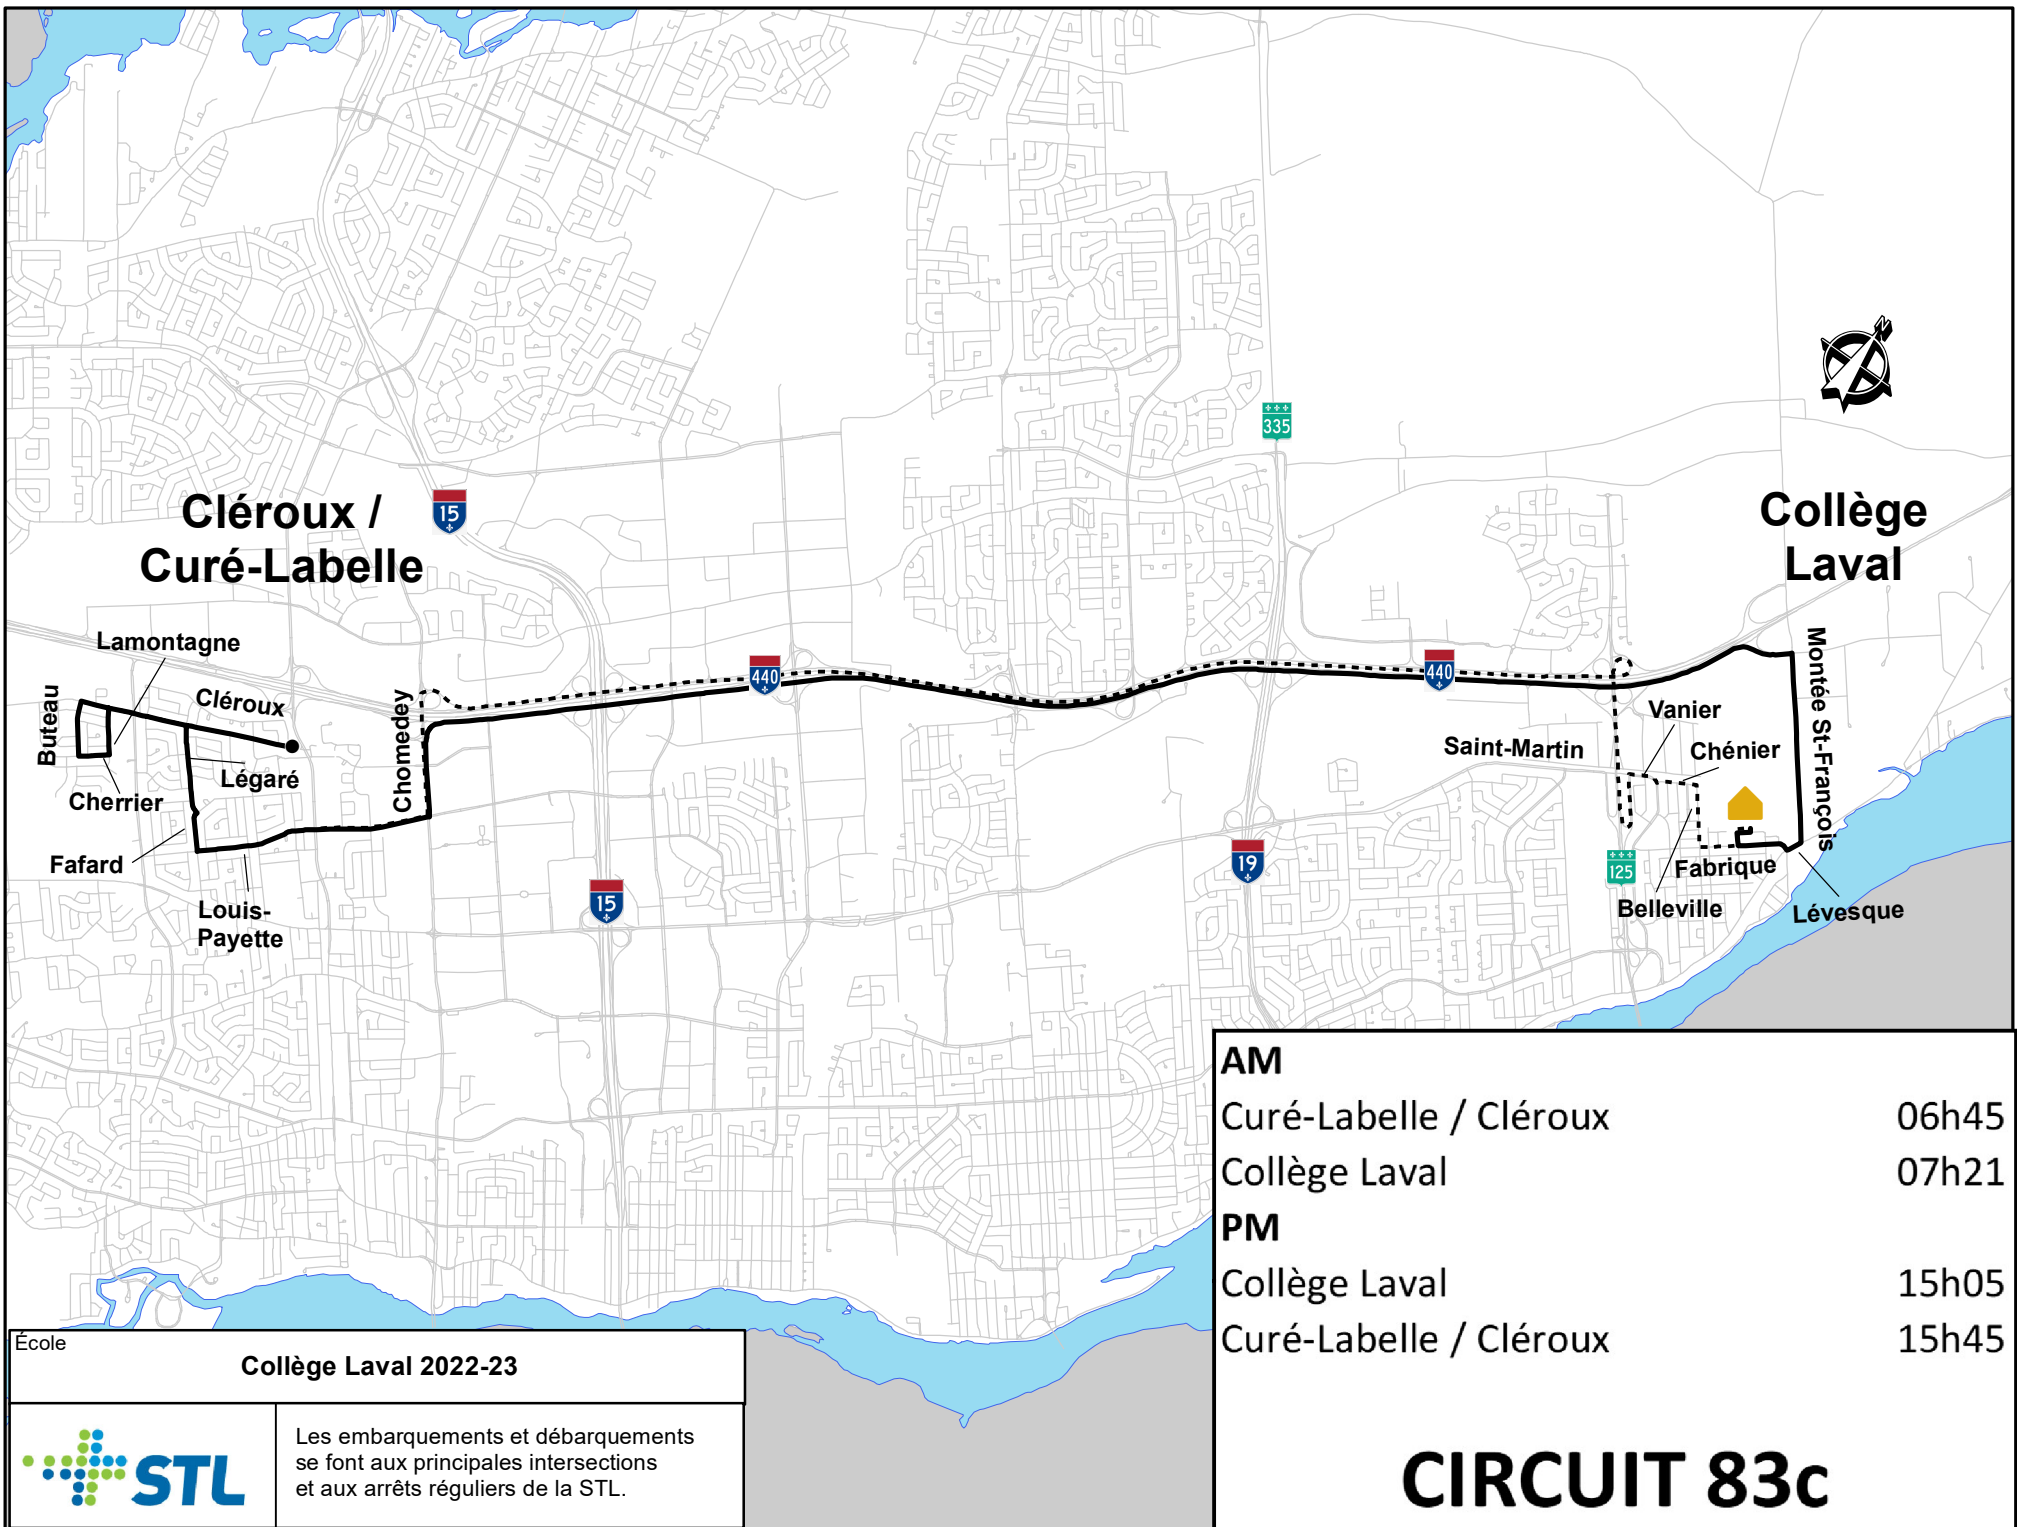 335
15
Cléroux /
Curé-Labelle
Collège
Laval
Lamontagne
Buteau
Cléroux
Chomedey
440
440
Montée St-François
Vanier
Saint-Martin
Chénier
Légaré
Cherrier
Fafard
Louis-
Payette
15
19
125
Fabrique
Belleville
Lévesque
N
AM
Curé-Labelle / Cléroux 06h45
Collège Laval 07h21
PM
Collège Laval 15h05
Curé-Labelle / Cléroux 15h45
CIRCUIT 83c
École
Collège Laval 2022-23
STL
Les embarquements et débarquements
se font aux principales intersections
et aux arrêts réguliers de la STL.